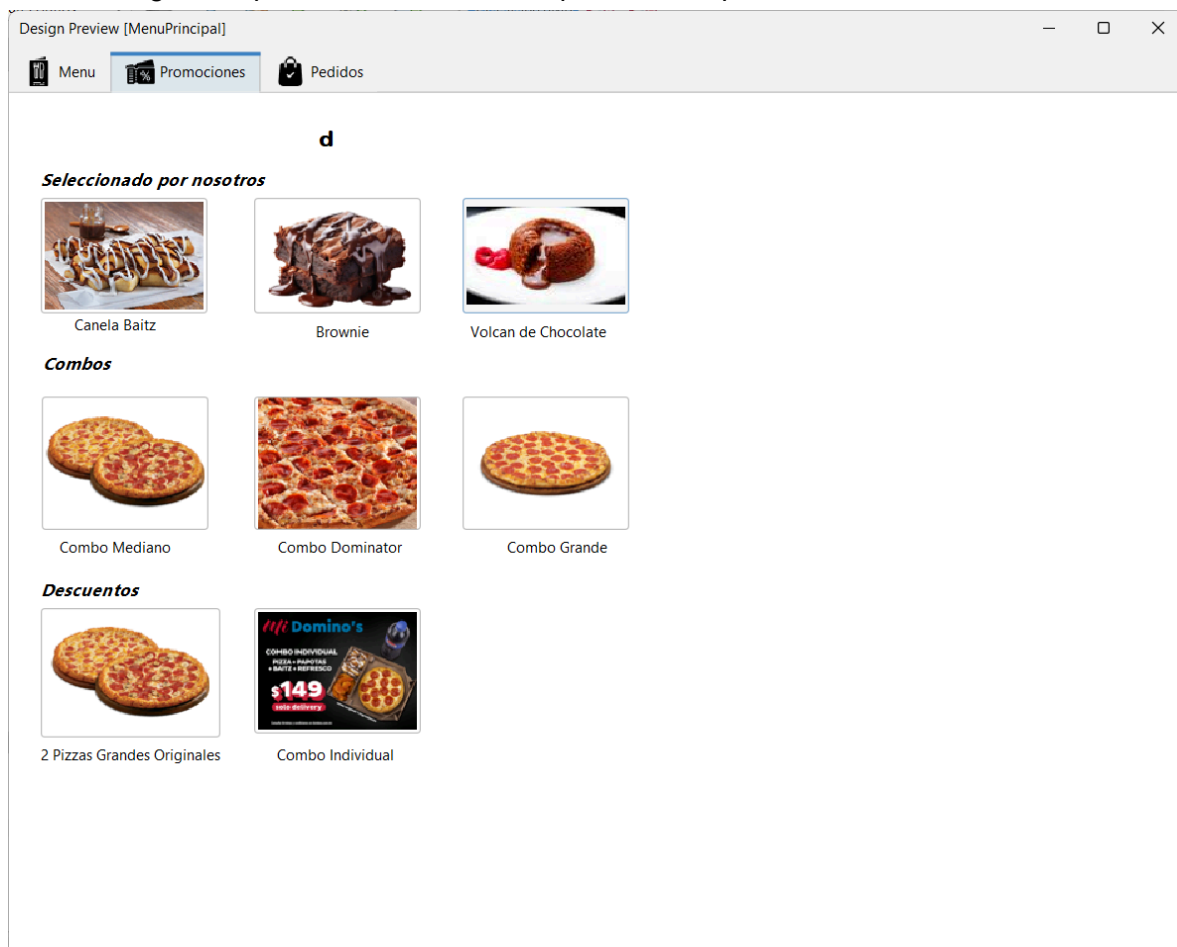 Design Preview [MenuPrincipal]
Menu Promociones Pedidos
d
Seleccionado por nosotros
Canela Baitz Brownie Volcan de Chocolate
Combos
Combo Mediano Combo Dominator Combo Grande
Descuentos
Mi Domino's
COMBO INDIVIDUAL
PIZZA + PAPOTAS
+ BAITZ + REFRESCO
$149
solo delivery
2 Pizzas Grandes Originales Combo Individual